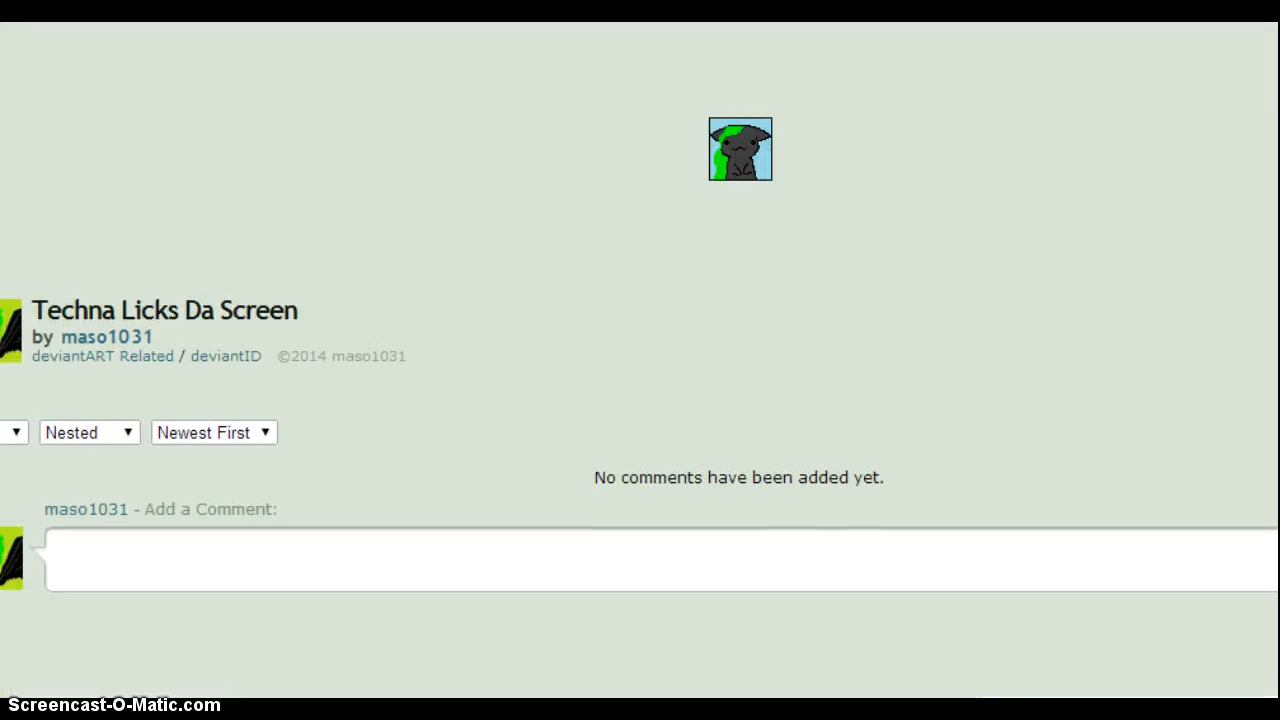 Techna Licks Da Screen
by maso1031
deviantART Related / deviantID ©2014 maso1031
Nested Newest First
No comments have been added yet.
maso1031 - Add a Comment:
Screencast-O-Matic.com